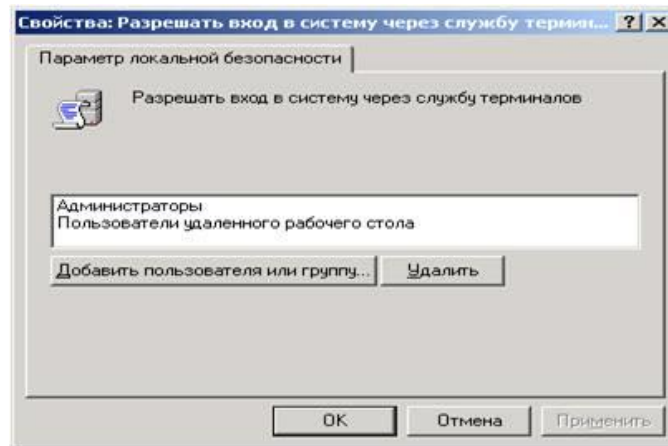 Свойства: Разрешать вход в систему через службу термин...
Параметр локальной безопасности
Разрешать вход в систему через службу терминалов
Администраторы
Пользователи удаленного рабочего стола
Добавить пользователя или группу... Удалить
OK Отмена Применить